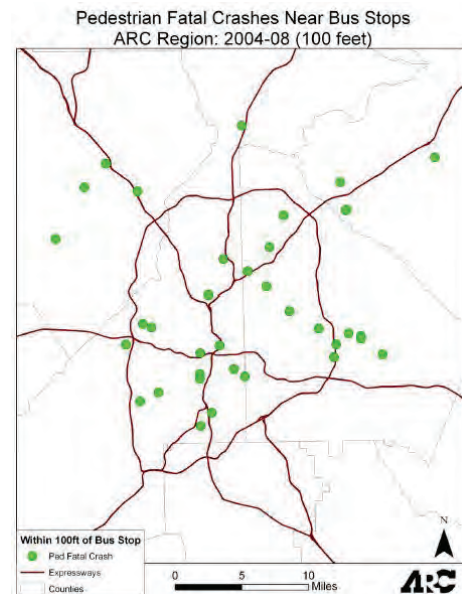 Pedestrian Fatal Crashes Near Bus Stops
ARC Region: 2004-08 (100 feet)
Within 100ft of Bus Stop
Ped Fatal Crash
Expressways
Counties
0 5 10
Miles
N
ARC